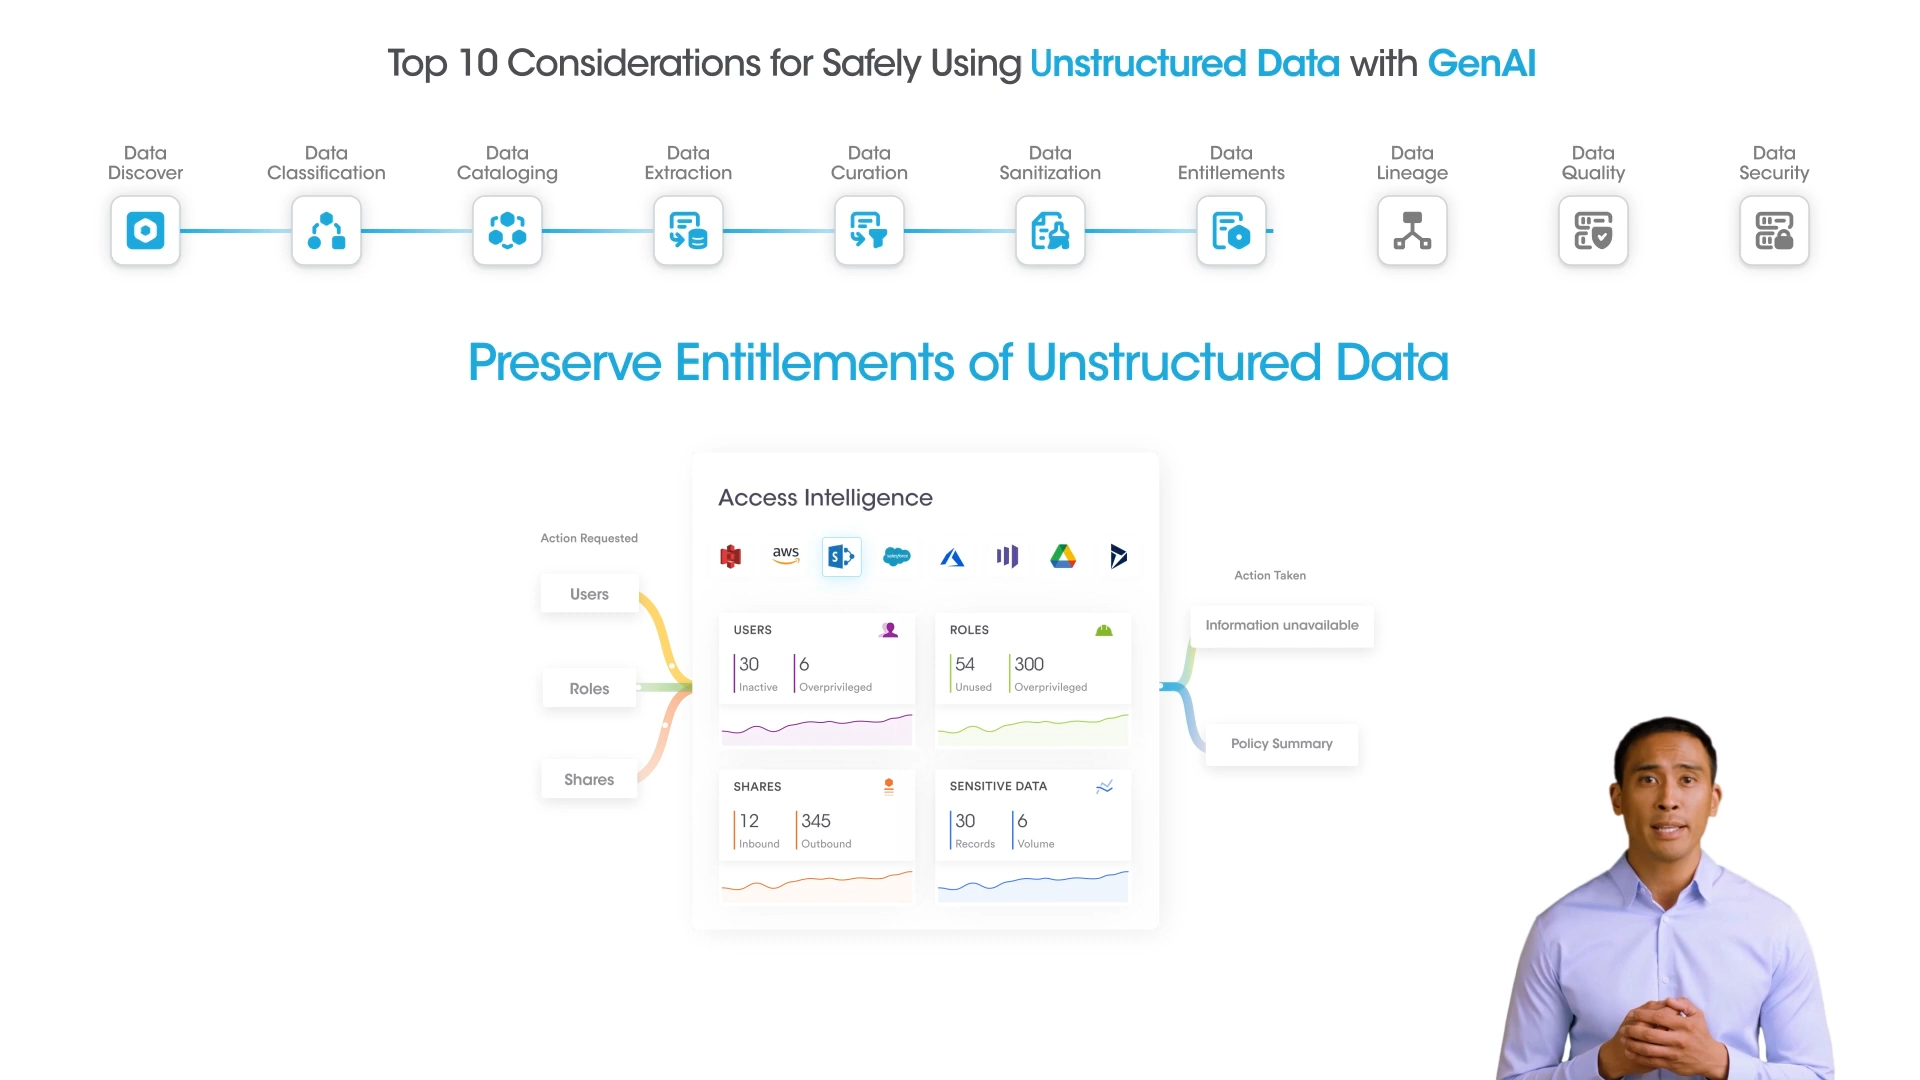 Top 10 Considerations for Safely Using Unstructured Data with GenAI
Data
Discover
Data
Classification
Data
Cataloging
Data
Extraction
Data
Curation
Data
Sanitization
Data
Entitlements
Data
Lineage
Data
Quality
Data
Security
Preserve Entitlements of Unstructured Data
Action Requested
Users
Roles
Shares
Access Intelligence
aws
S
salesforce
USERS
30
Inactive
6
Overprivileged
ROLES
54
Unused
300
Overprivileged
SHARES
12
Inbound
345
Outbound
SENSITIVE DATA
30
Records
6
Volume
Action Taken
Information unavailable
Policy Summary